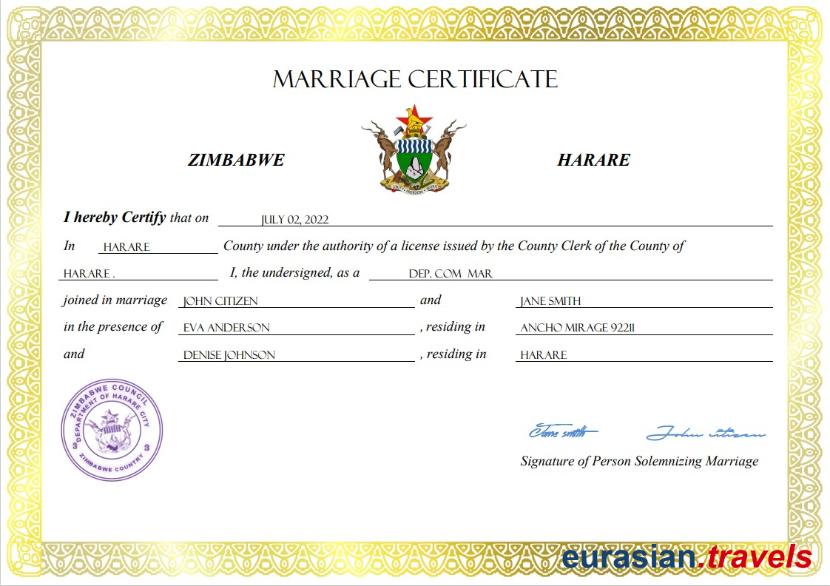 MARRIAGE CERTIFICATE
ZIMBABWE HARARE
I hereby Certify that on JULY 02, 2022
In HARARE County under the authority of a license issued by the County Clerk of the County of
HARARE . I, the undersigned, as a DEP. COM MAR
joined in marriage JOHN CITIZEN and JANE SMITH
in the presence of EVA ANDERSON , residing in ANCHO MIRAGE 92211
and DENISE JOHNSON , residing in HARARE
ZIMBABWE COUNCIL
DEPARTMENT OF HARARE CITY
ZIMBABWE COUNTRY
Jane smith John citizen
Signature of Person Solemnizing Marriage
eurasian.travels